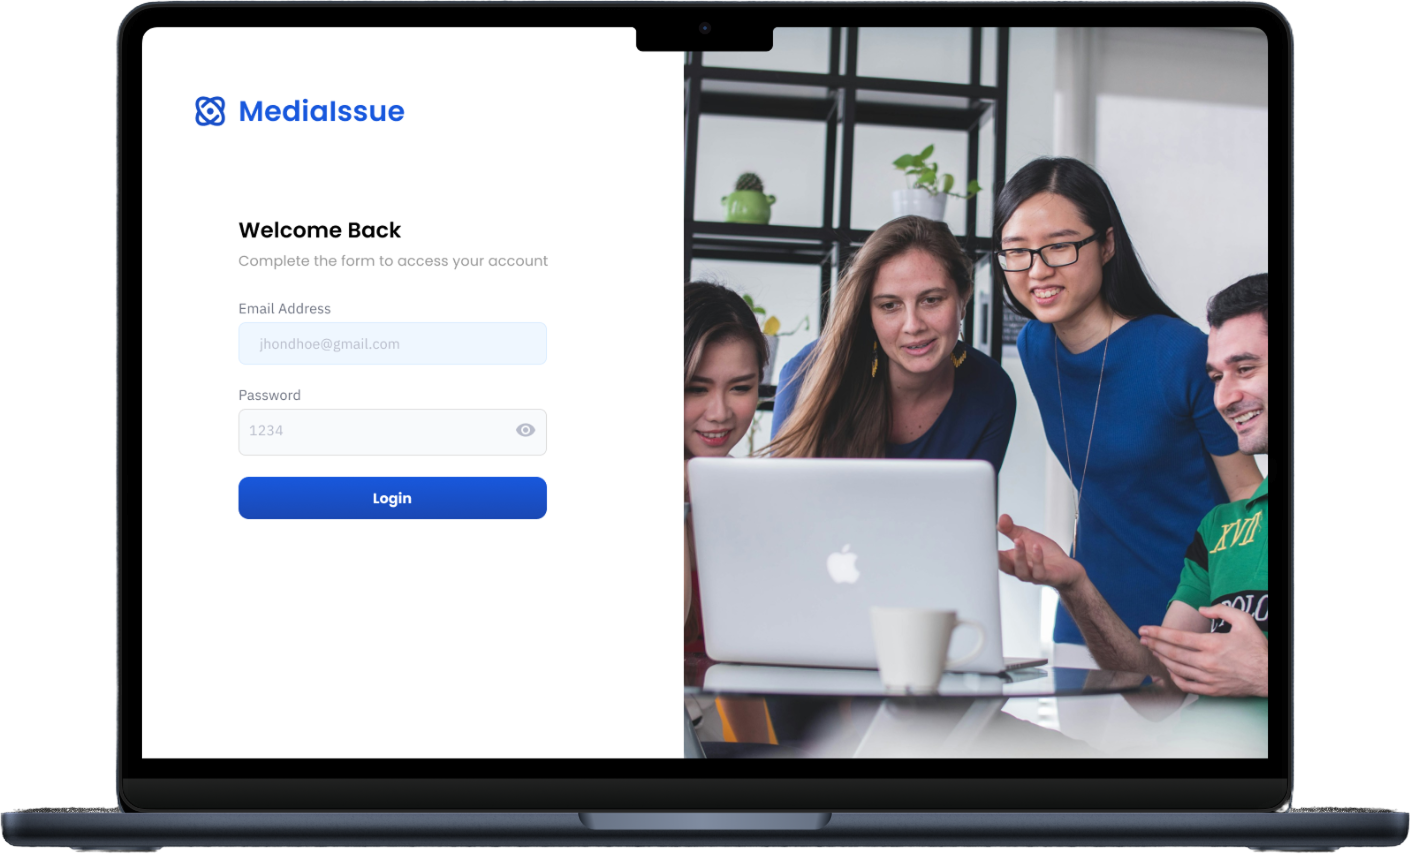 MediaIssue
Welcome Back
Complete the form to access your account
Email Address
jhondhoe@gmail.com
Password
1234
Login
XVII
POLO